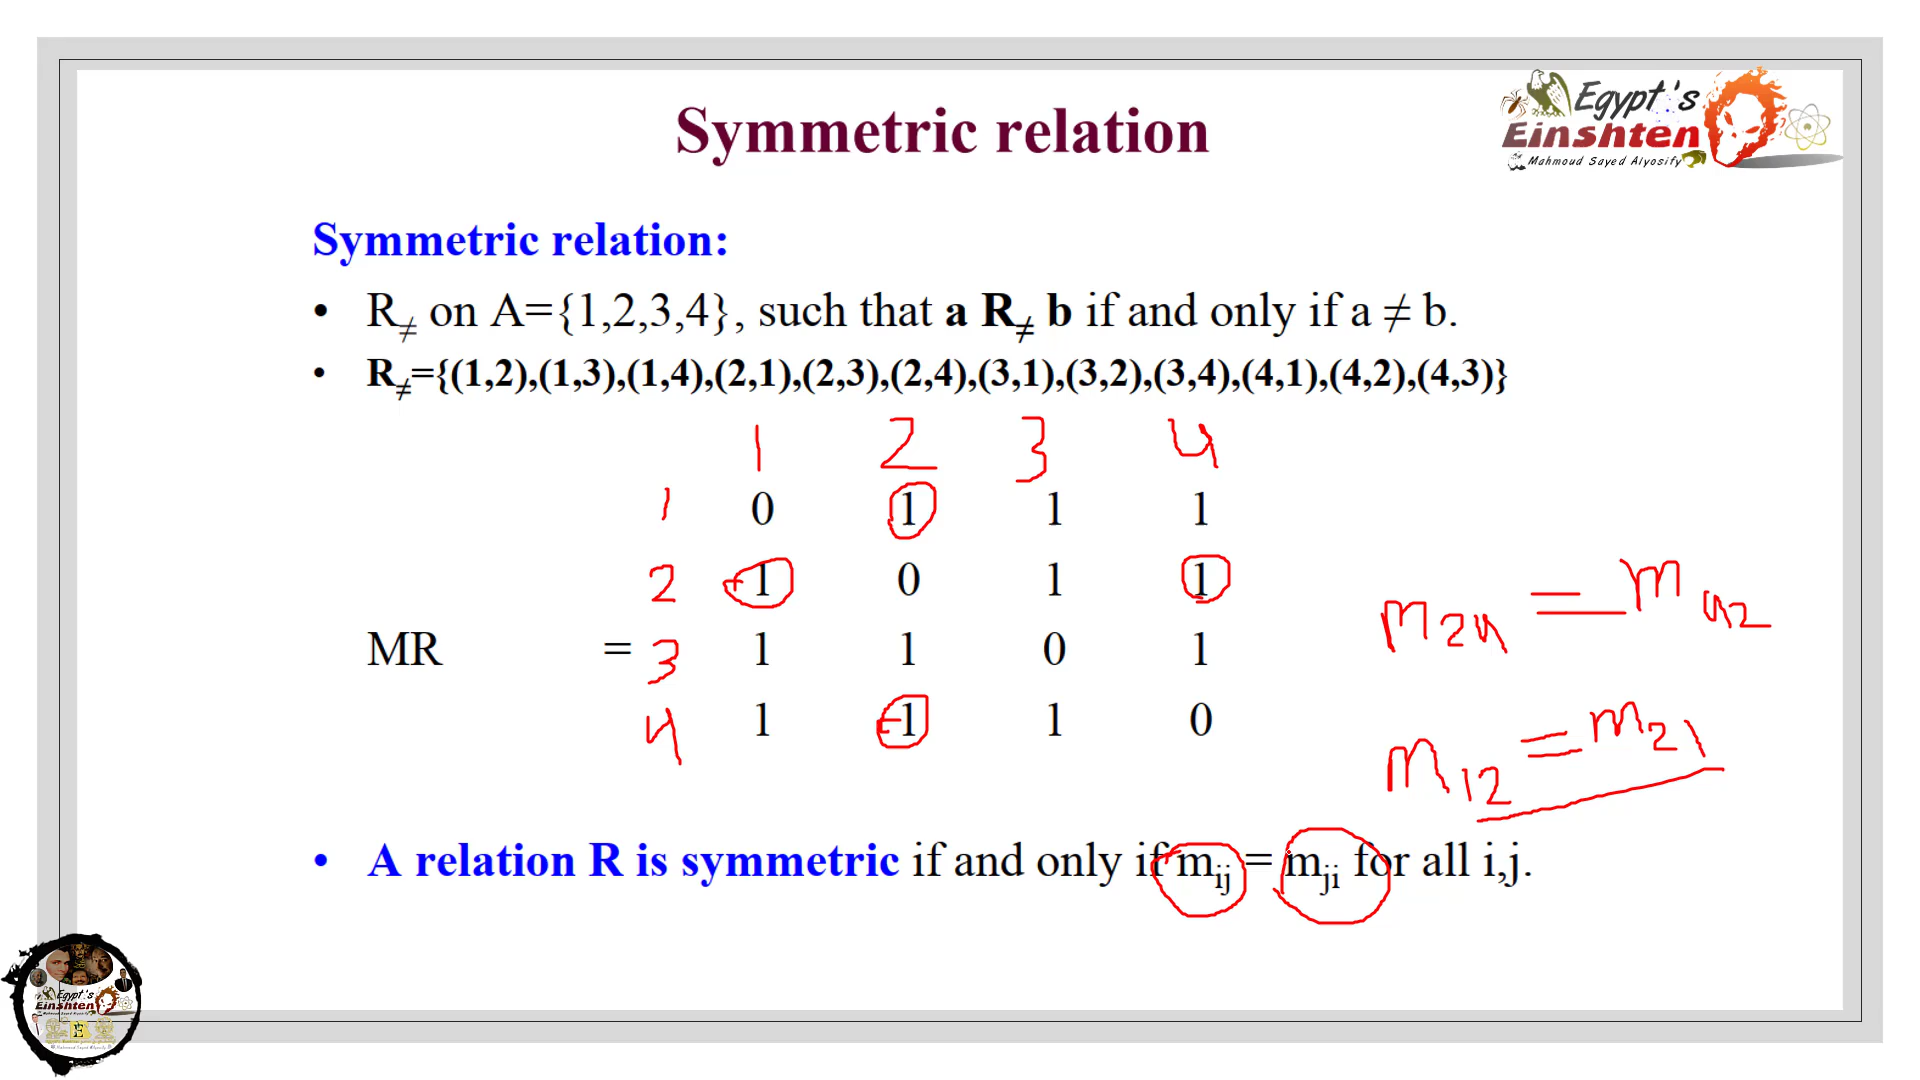 Egypt's
Einshten
Mahmoud Sayed Alyosify
Symmetric relation
Symmetric relation:
• R≠ on A={1,2,3,4}, such that a R≠ b if and only if a ≠ b.
• R≠={(1,2),(1,3),(1,4),(2,1),(2,3),(2,4),(3,1),(3,2),(3,4),(4,1),(4,2),(4,3)}
1 2 3 4
1 0 1 1 1
2 1 0 1 1
m24 = m42
MR = 3 1 1 0 1
4 1 1 1 0
m12 = m21
• A relation R is symmetric if and only if mij = mji for all i,j.
Egypt's
Einshten